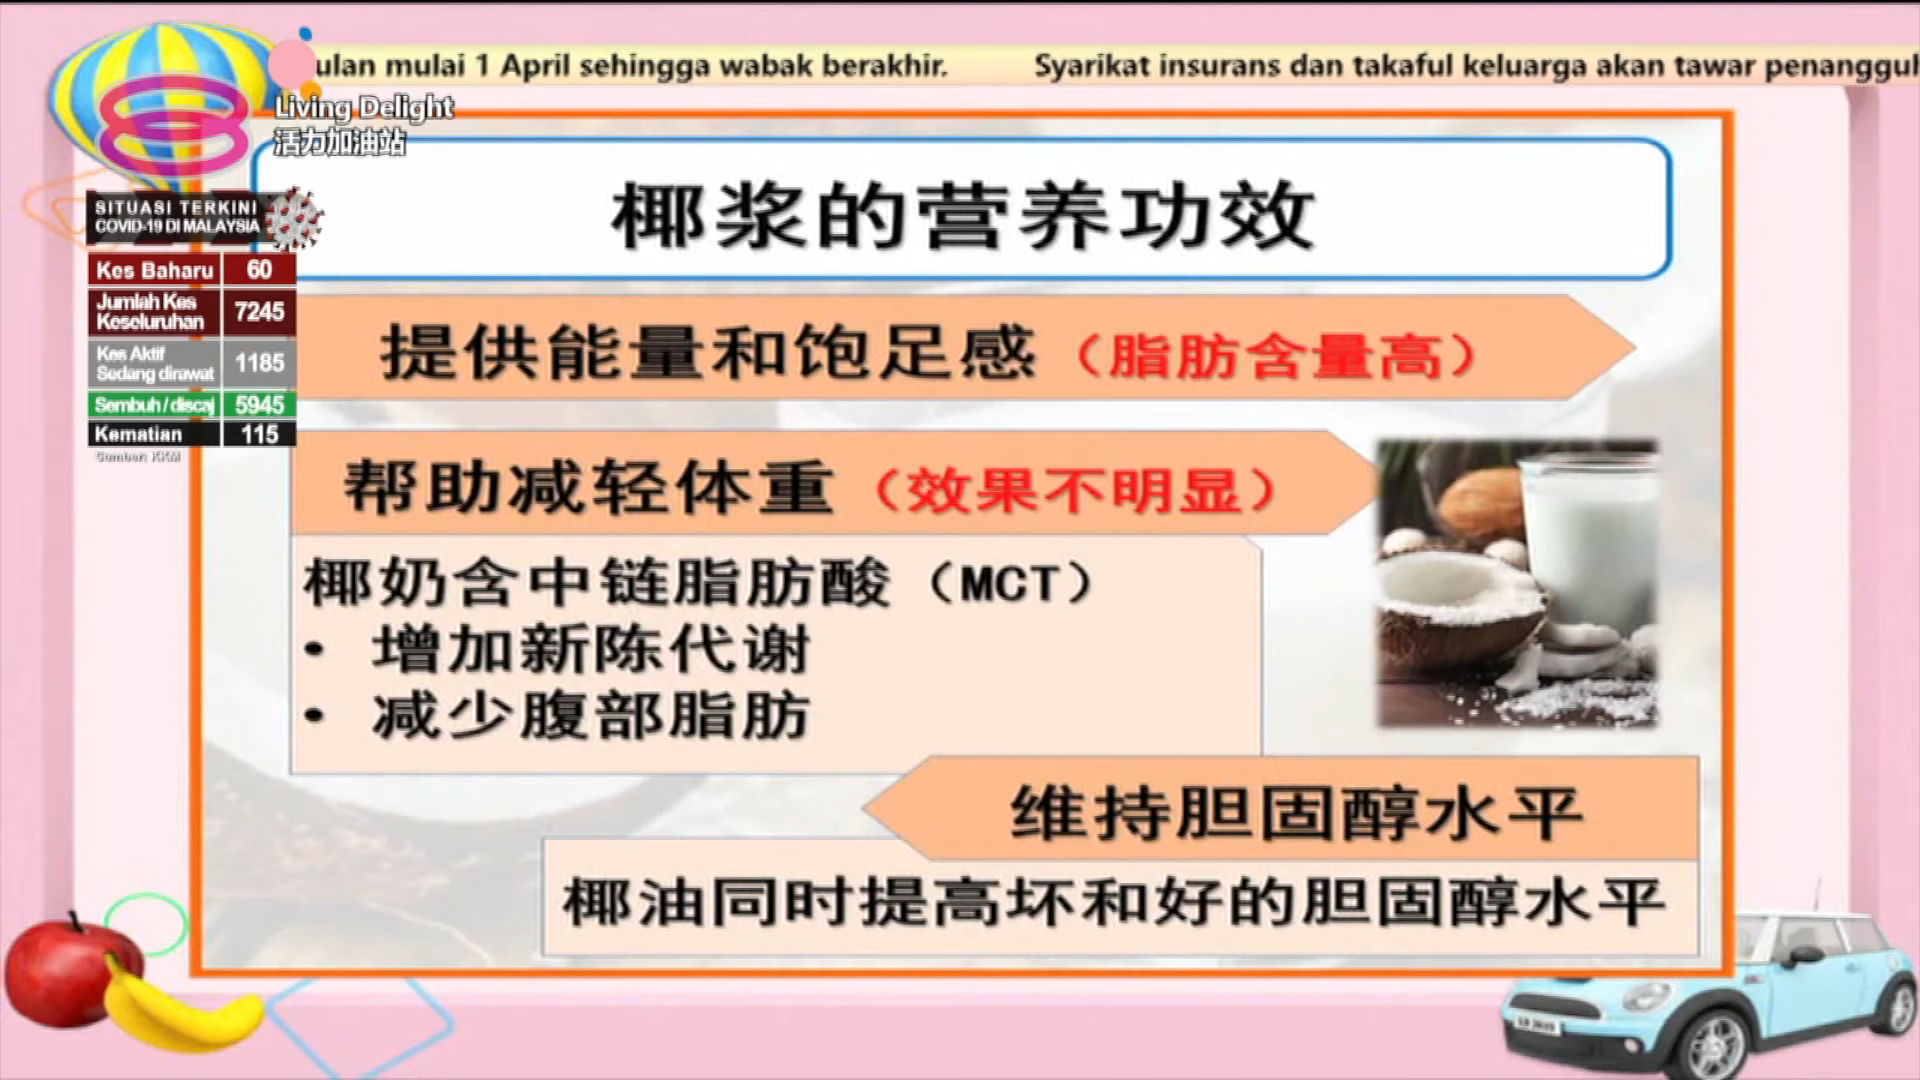 ulan mulai 1 April sehingga wabak berakhir. Syarikat insurans dan takaful keluarga akan tawar penangguh
Living Delight
活力加油站
SITUASI TERKINI
COVID-19 DI MALAYSIA
Kes Baharu 60
Jumlah Kes
Keseluruhan 7245
Kes Aktif
Sedang dirawat 1185
Sembuh / discaj 5945
Kematian 115
Sumber: KKM
椰浆的营养功效
提供能量和饱足感（脂肪含量高）
帮助减轻体重（效果不明显）
椰奶含中链脂肪酸（MCT）
• 增加新陈代谢
• 减少腹部脂肪
维持胆固醇水平
椰油同时提高坏和好的胆固醇水平